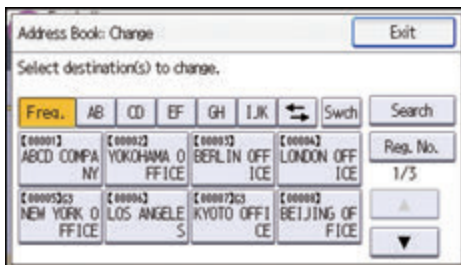 Address Book: Change Exit
Select destination(s) to change.
Freq. AB CD EF GH IJK Swch Search
[00001] [00002] [00003] [00004] Reg. No.
ABCD COMPA YOKOHAMA O BERLIN OFF LONDON OFF
NY FFICE ICE ICE 1/3
[00005] [00006] [00007] [00008]
NEW YORK O LOS ANGELE KYOTO OFFI BEIJING OF
FFICE S CE FICE